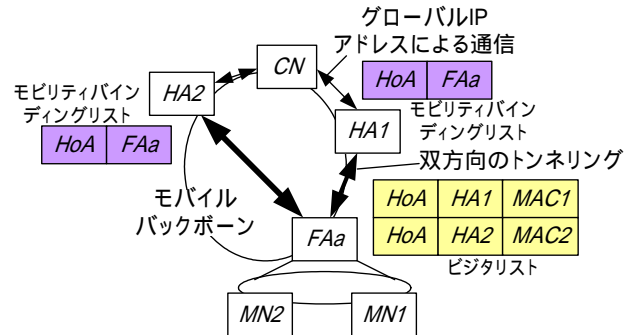 グローバルIP
アドレスによる通信
CN
モビリティバイン
ディングリスト
HA2
HoA FAa
HoA FAa
モビリティバイン
ディングリスト
HA1
双方向のトンネリング
モバイル
バックボーン
HoA HA1 MAC1
HoA HA2 MAC2
ビジタリスト
FAa
MN2
MN1